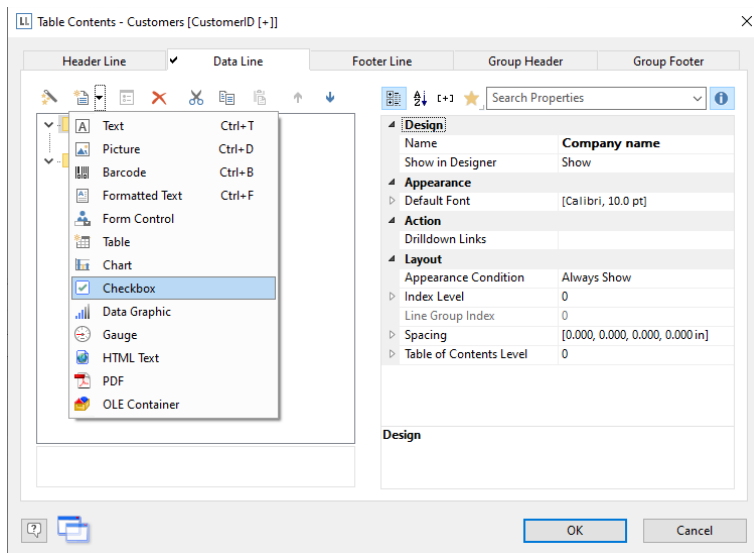 LL Table Contents - Customers [CustomerID [+]]
Header Line
Data Line
Footer Line
Group Header
Group Footer
Text Ctrl+T
Picture Ctrl+D
Barcode Ctrl+B
Formatted Text Ctrl+F
Form Control
Table
Chart
Checkbox
Data Graphic
Gauge
HTML Text
PDF
OLE Container
Search Properties
Design
Name Company name
Show in Designer Show
Appearance
Default Font [Calibri, 10.0 pt]
Action
Drilldown Links
Layout
Appearance Condition Always Show
Index Level 0
Line Group Index 0
Spacing [0.000, 0.000, 0.000, 0.000 in]
Table of Contents Level 0
Design
OK
Cancel